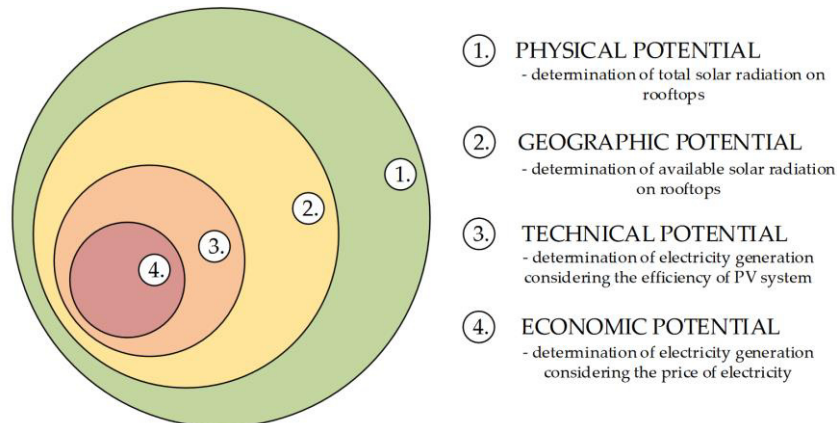 1. PHYSICAL POTENTIAL
- determination of total solar radiation on
rooftops
2. GEOGRAPHIC POTENTIAL
- determination of available solar radiation
on rooftops
3. TECHNICAL POTENTIAL
- determination of electricity generation
considering the efficiency of PV system
4. ECONOMIC POTENTIAL
- determination of electricity generation
considering the price of electricity
1.
2.
3.
4.